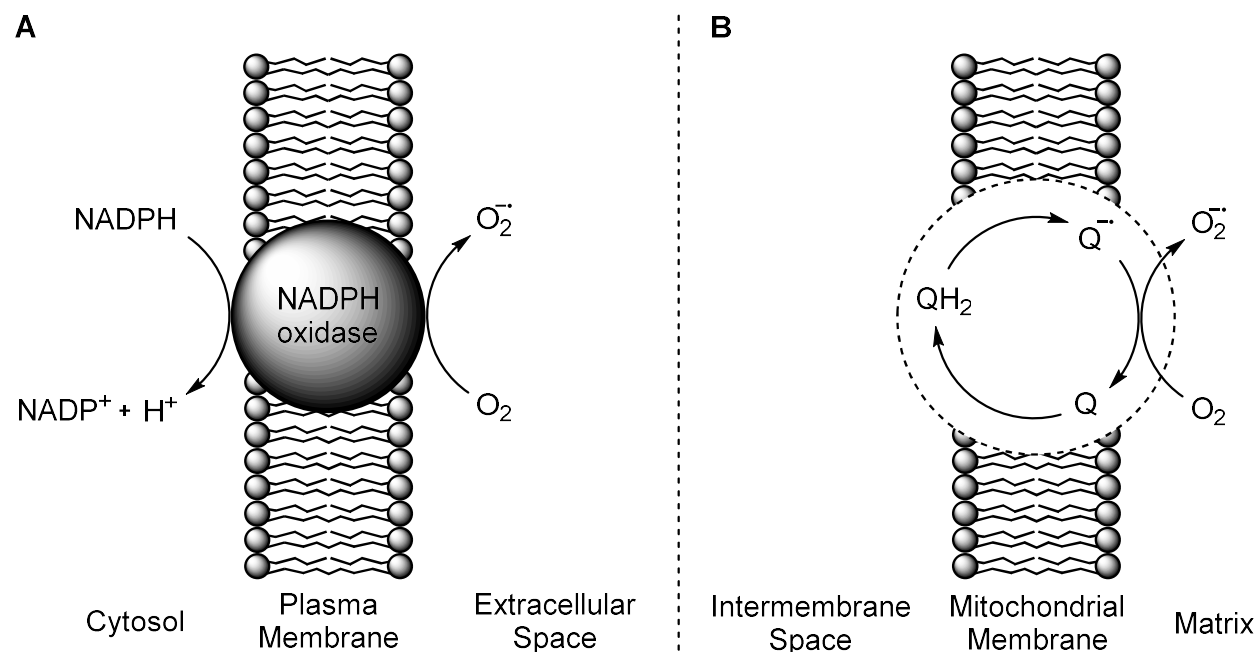 A
NADPH
NADPH
oxidase
NADP⁺ + H⁺
O₂⁻•
O₂
Cytosol
Plasma
Membrane
Extracellular
Space
B
Q⁻•
QH₂
Q
O₂⁻•
O₂
Intermembrane
Space
Mitochondrial
Membrane
Matrix